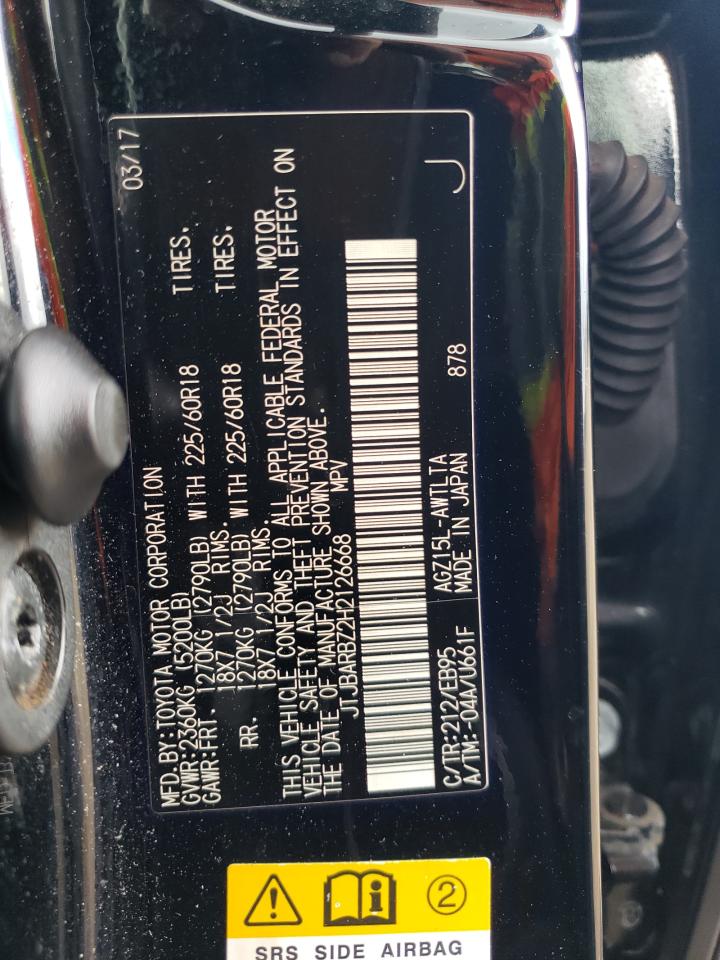 MFD.BY:TOYOTA MOTOR CORPORATION 03/17
GVWR:2360KG (5200LB)
GAWR:FRT. 1270KG (2790LB) WITH 225/60R18 TIRES.
18X7 1/2J RIMS.
RR. 1270KG (2790LB) WITH 225/60R18 TIRES.
18X7 1/2J RIMS.
THIS VEHICLE CONFORMS TO ALL APPLICABLE FEDERAL MOTOR
VEHICLE SAFETY AND THEFT PREVENTION STANDARDS IN EFFECT ON
THE DATE OF MANUFACTURE SHOWN ABOVE.
JTJBARBZ2H2126668
MPV
C/TR:212/EB95 AGZ15L-AWTLTA
A/TM:-04A/U661F MADE IN JAPAN 878 J
2
SRS SIDE AIRBAG